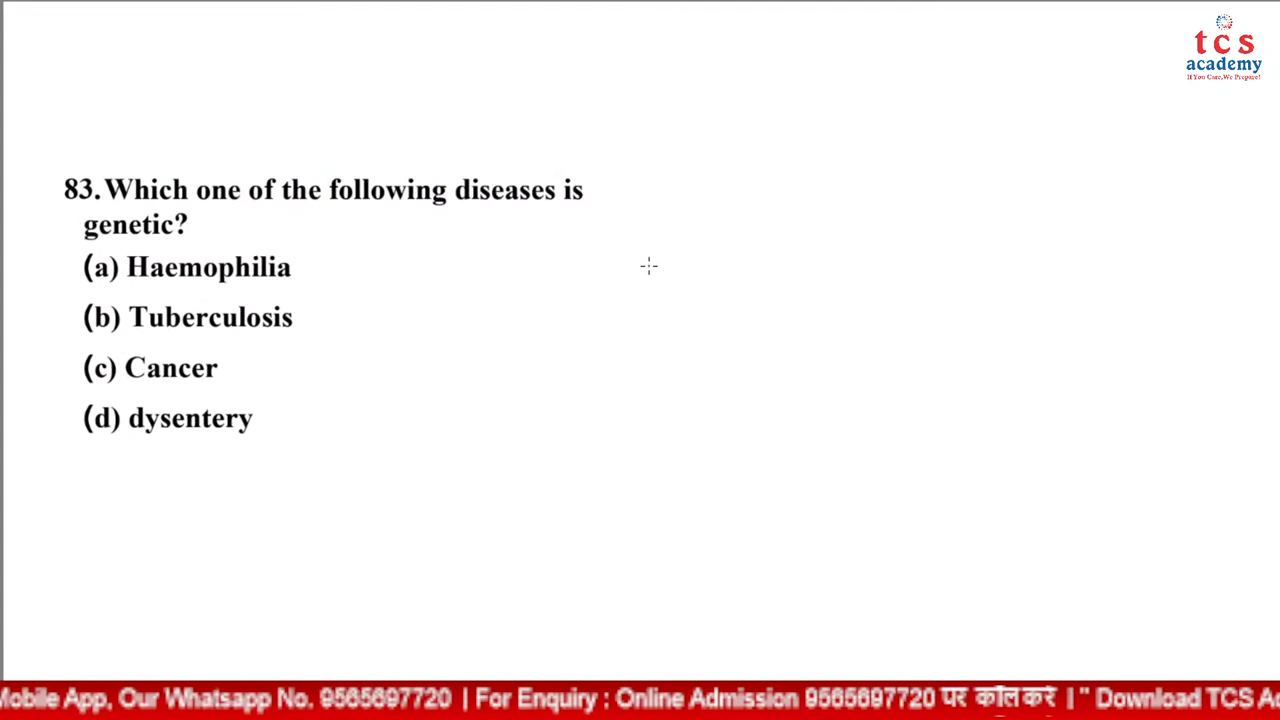 tcs
academy
If You Care,We Prepare!
83.Which one of the following diseases is
genetic?
(a) Haemophilia
(b) Tuberculosis
(c) Cancer
(d) dysentery
Mobile App, Our Whatsapp No. 9565697720 | For Enquiry : Online Admission 9565697720 पर कॉल करें | " Download TCS A